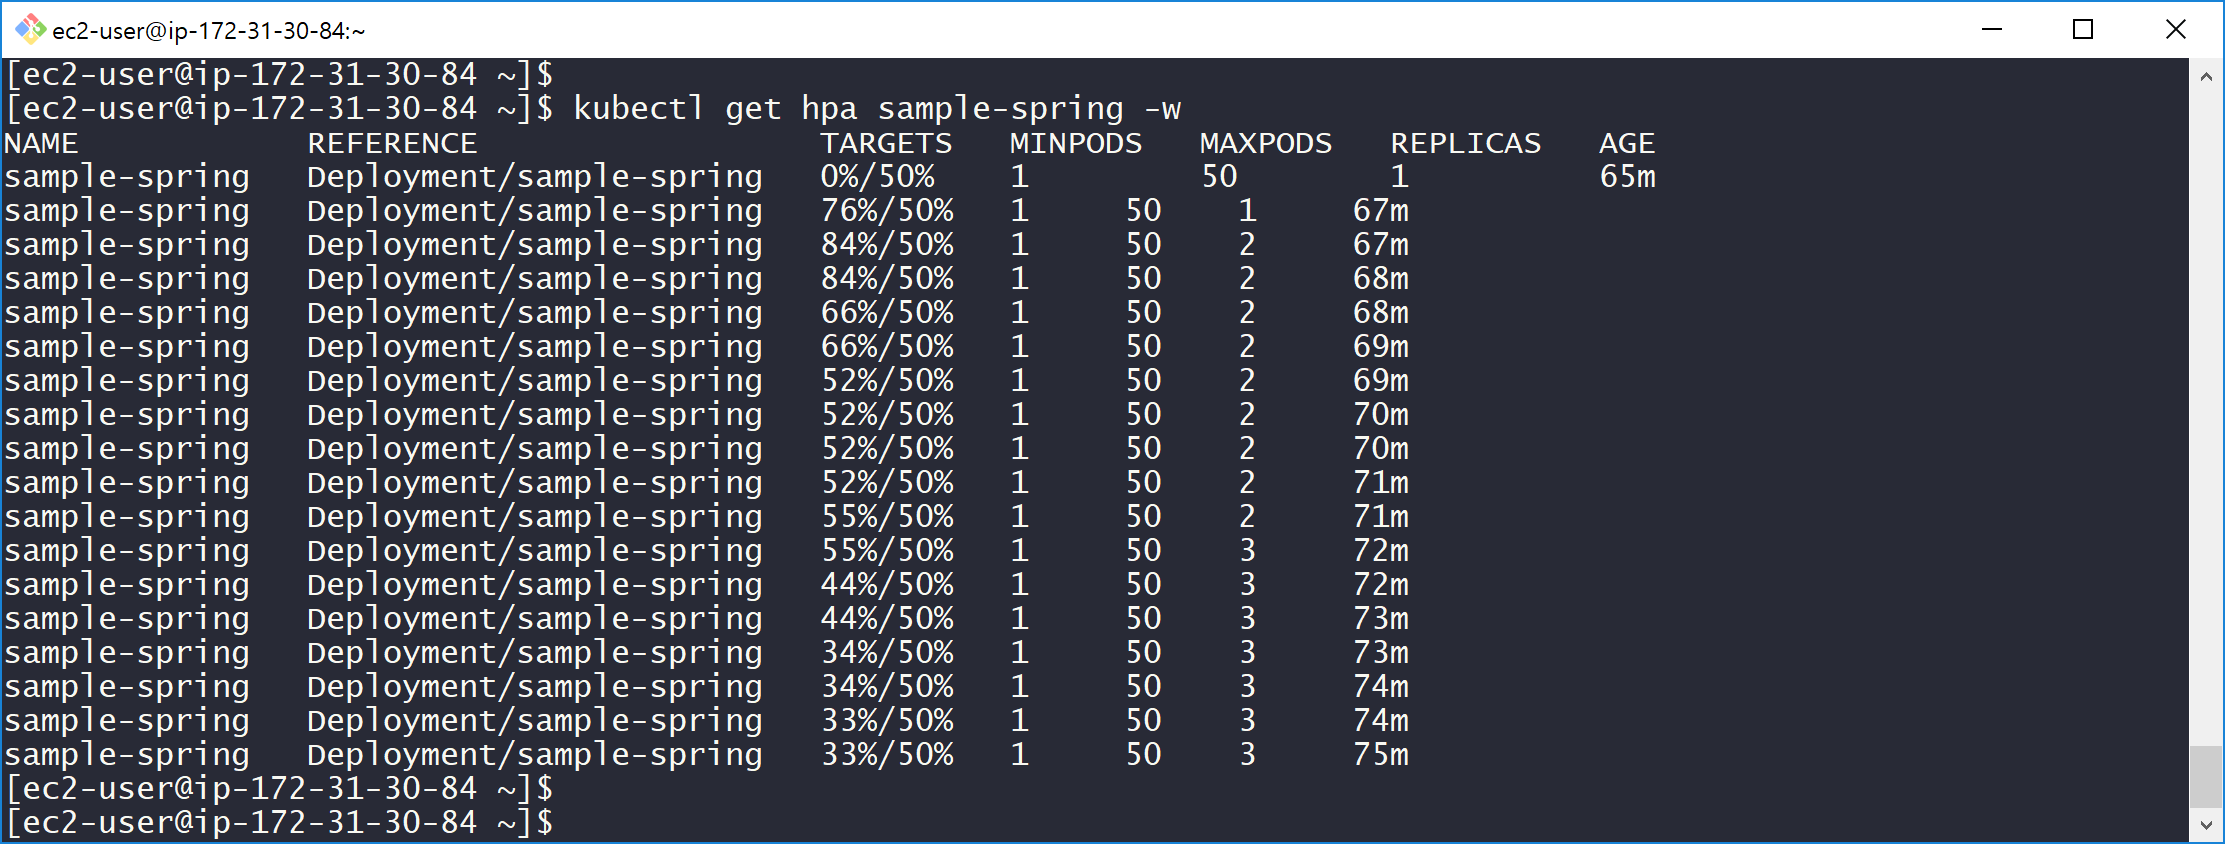 ec2-user@ip-172-31-30-84:~
[ec2-user@ip-172-31-30-84 ~]$
[ec2-user@ip-172-31-30-84 ~]$ kubectl get hpa sample-spring -w
NAME            REFERENCE                  TARGETS   MINPODS   MAXPODS   REPLICAS   AGE
sample-spring   Deployment/sample-spring   0%/50%    1         50        1          65m
sample-spring   Deployment/sample-spring   76%/50%   1     50    1     67m
sample-spring   Deployment/sample-spring   84%/50%   1     50    2     67m
sample-spring   Deployment/sample-spring   84%/50%   1     50    2     68m
sample-spring   Deployment/sample-spring   66%/50%   1     50    2     68m
sample-spring   Deployment/sample-spring   66%/50%   1     50    2     69m
sample-spring   Deployment/sample-spring   52%/50%   1     50    2     69m
sample-spring   Deployment/sample-spring   52%/50%   1     50    2     70m
sample-spring   Deployment/sample-spring   52%/50%   1     50    2     70m
sample-spring   Deployment/sample-spring   52%/50%   1     50    2     71m
sample-spring   Deployment/sample-spring   55%/50%   1     50    2     71m
sample-spring   Deployment/sample-spring   55%/50%   1     50    3     72m
sample-spring   Deployment/sample-spring   44%/50%   1     50    3     72m
sample-spring   Deployment/sample-spring   44%/50%   1     50    3     73m
sample-spring   Deployment/sample-spring   34%/50%   1     50    3     73m
sample-spring   Deployment/sample-spring   34%/50%   1     50    3     74m
sample-spring   Deployment/sample-spring   33%/50%   1     50    3     74m
sample-spring   Deployment/sample-spring   33%/50%   1     50    3     75m
[ec2-user@ip-172-31-30-84 ~]$
[ec2-user@ip-172-31-30-84 ~]$